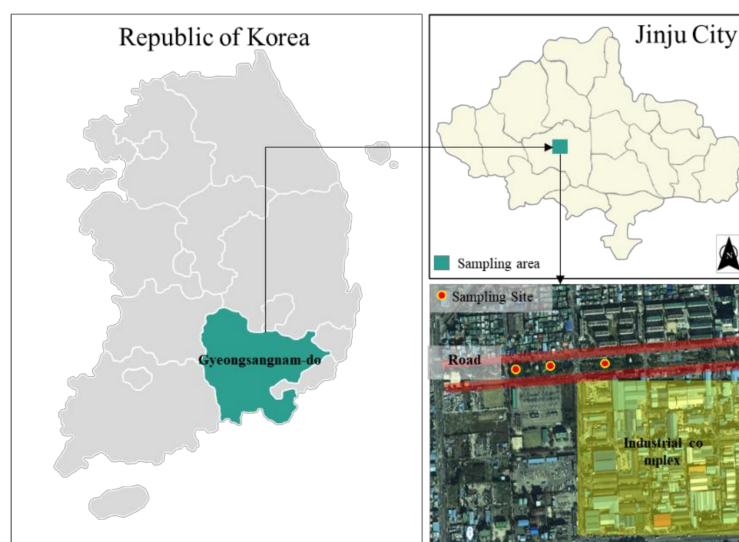 Republic of Korea
Gyeongsangnam-do
Jinju City
Sampling area
N
Sampling Site
Road
Industrial co
mplex